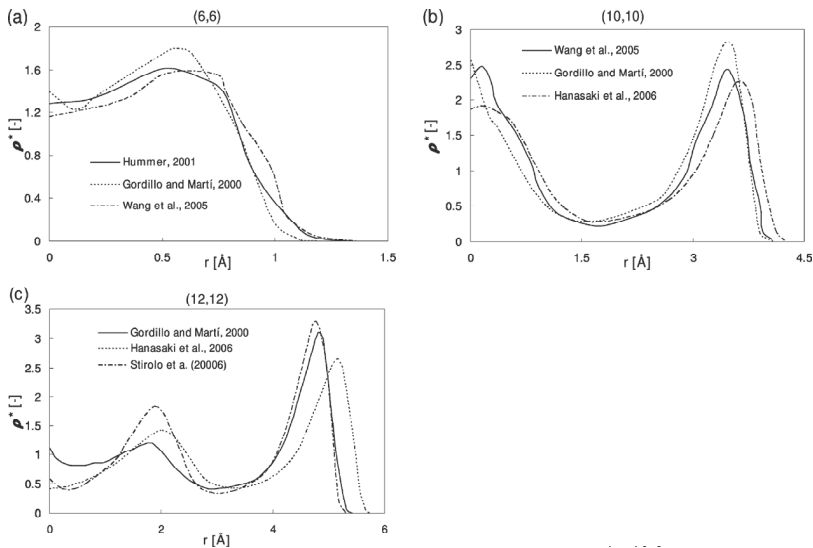 (a)
(6,6)
2
1.6
1.2
0.8
0.4
0
ρ* [-]
Hummer, 2001
Gordillo and Martí, 2000
Wang et al., 2005
0
0.5
1
1.5
r [Å]
(b)
(10,10)
3
2.5
2
1.5
1
0.5
0
ρ* [-]
Wang et al., 2005
Gordillo and Martí, 2000
Hanasaki et al., 2006
0
1.5
3
4.5
r [Å]
(c)
(12,12)
3.5
3
2.5
2
1.5
1
0.5
0
ρ* [-]
Gordillo and Martí, 2000
Hanasaki et al., 2006
Stirolo et a. (20006)
0
2
4
6
r [Å]